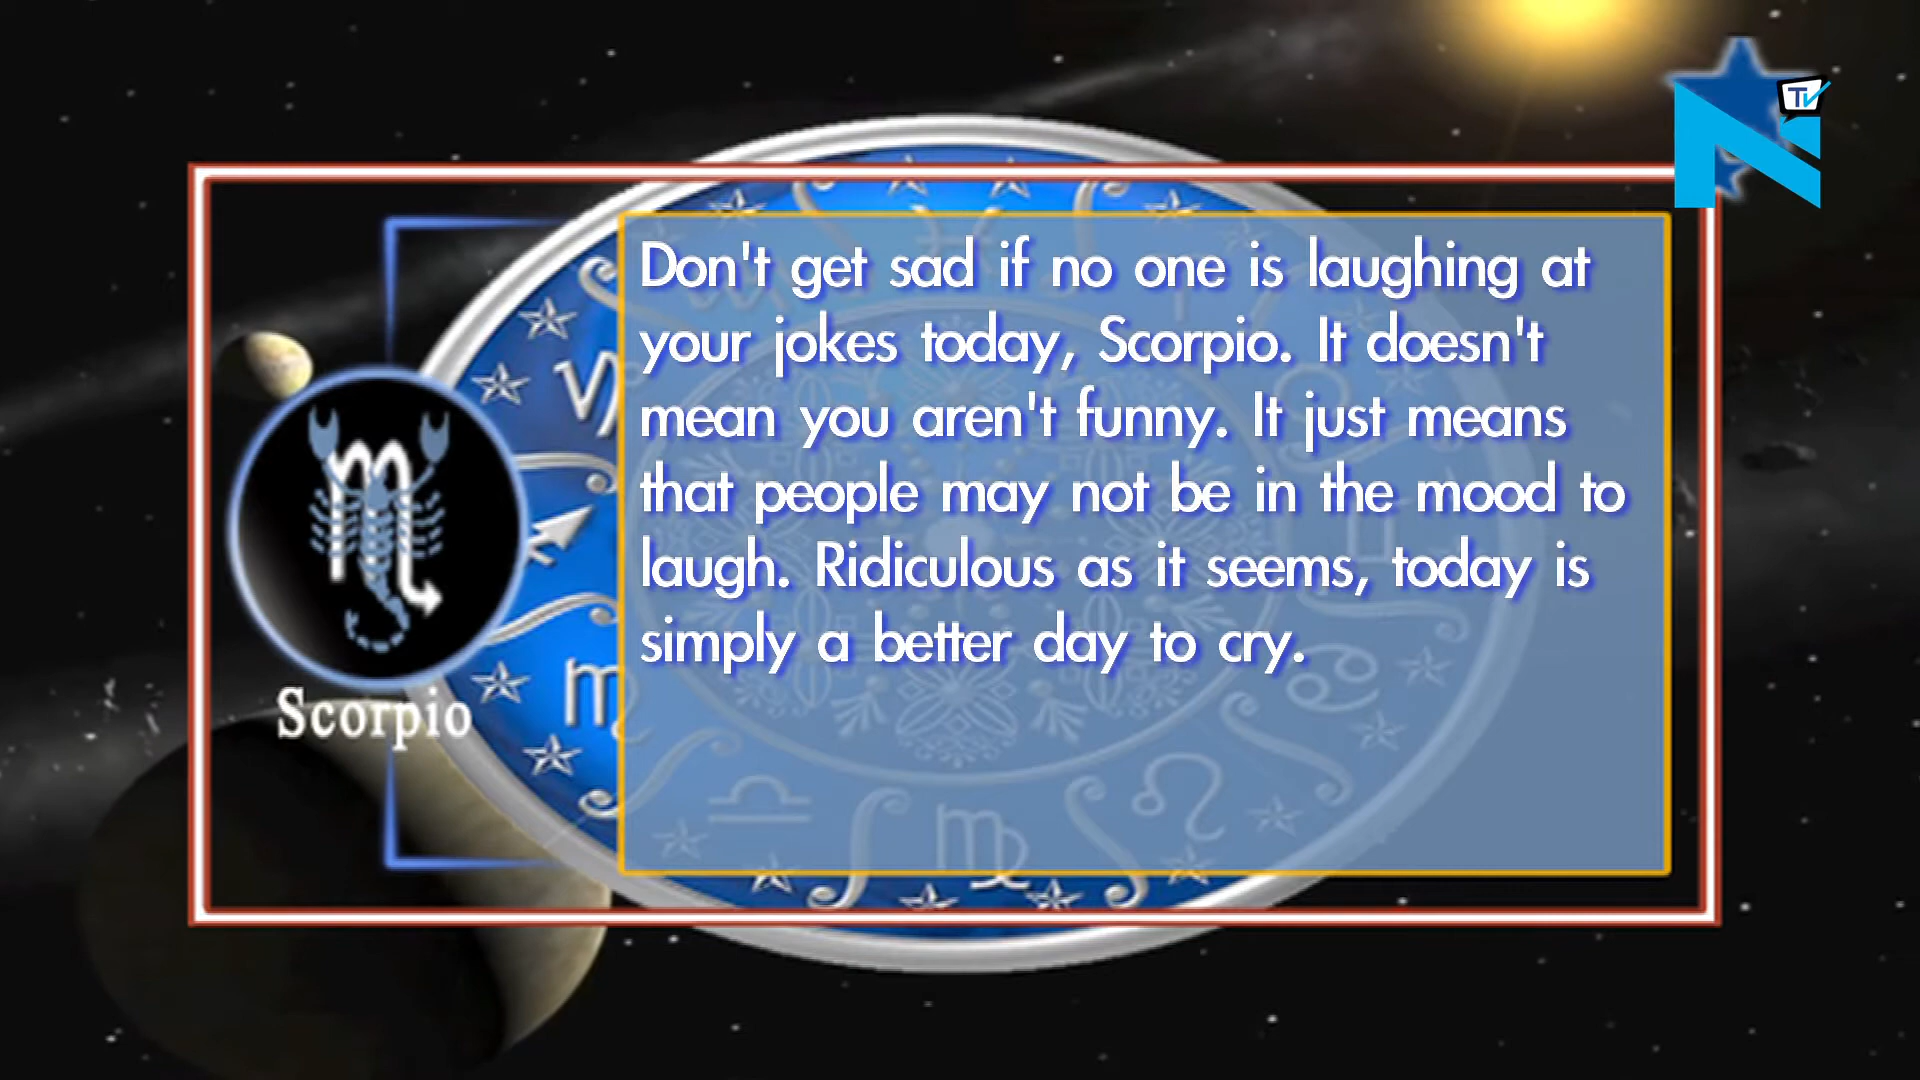 TV
Don't get sad if no one is laughing at
your jokes today, Scorpio. It doesn't
mean you aren't funny. It just means
that people may not be in the mood to
laugh. Ridiculous as it seems, today is
simply a better day to cry.
Scorpio